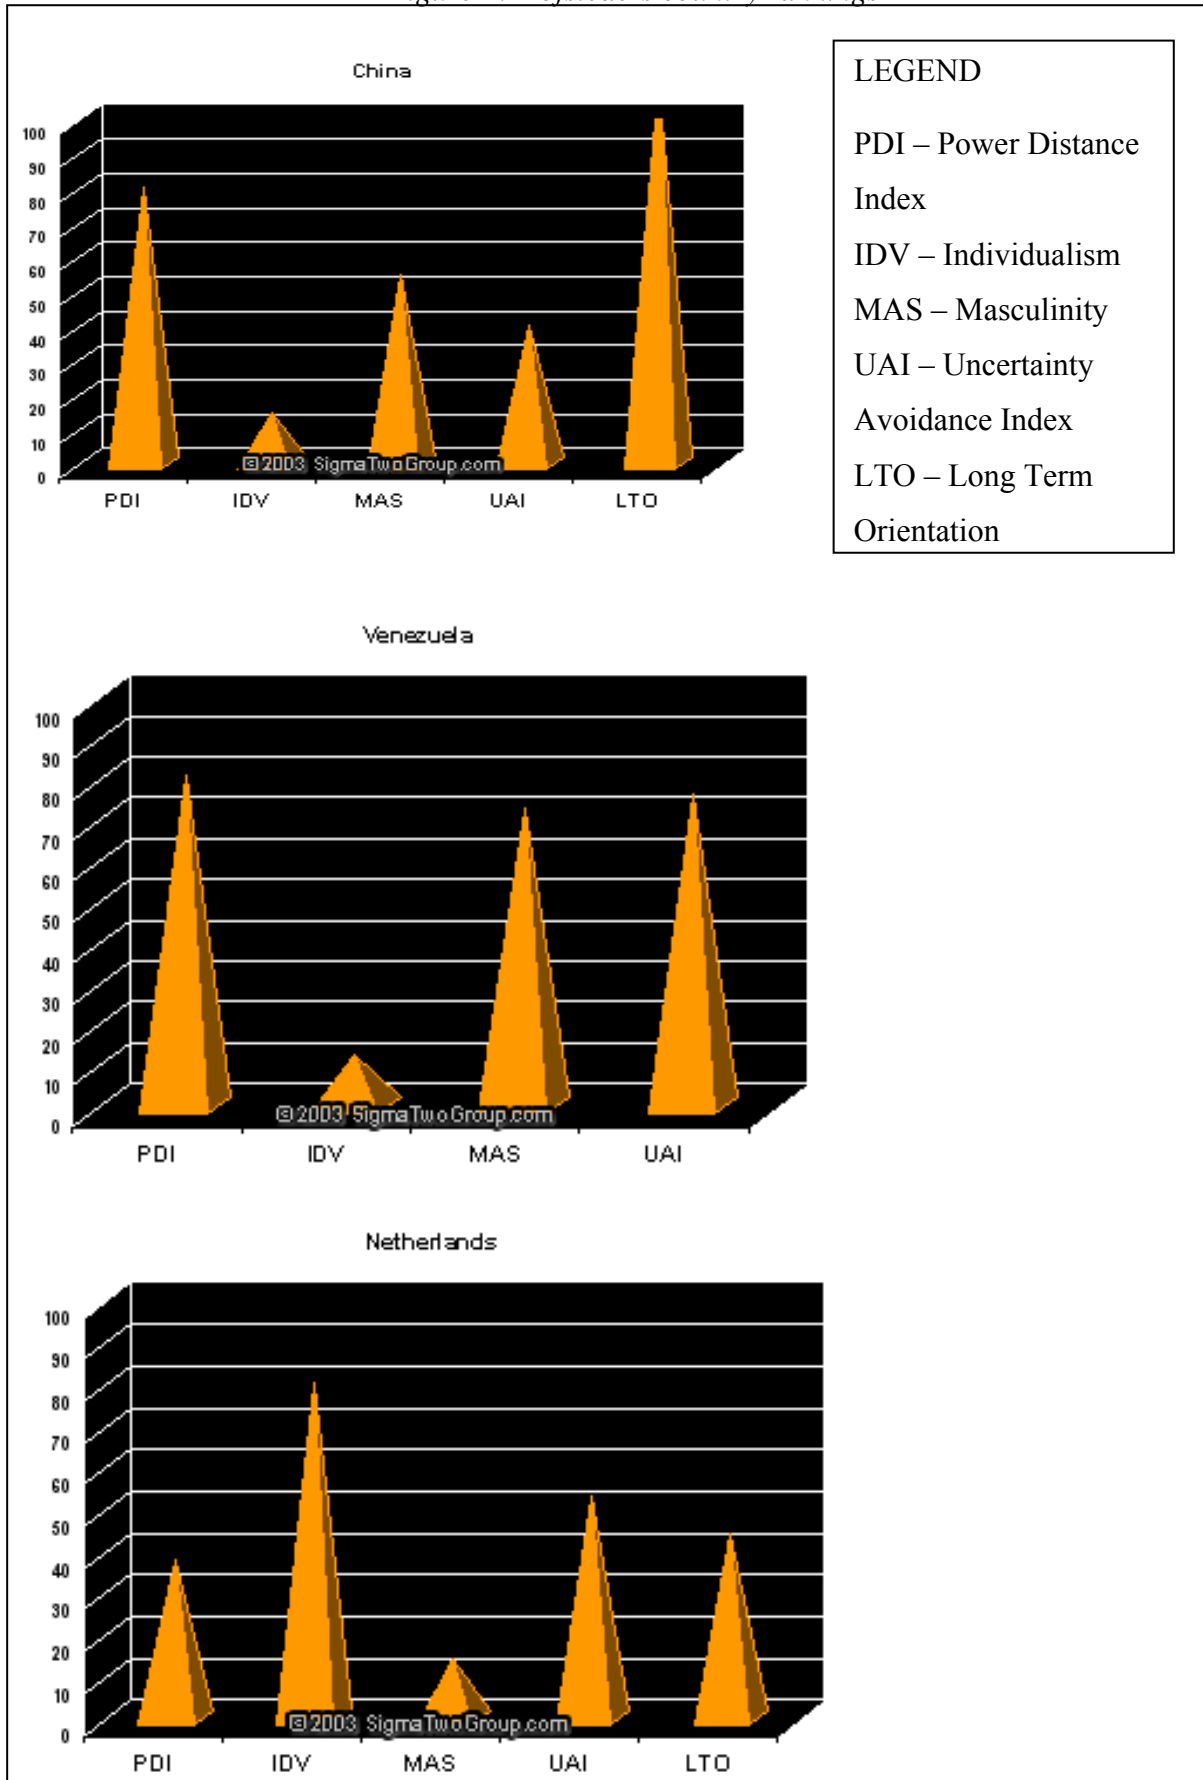 China
100
90
80
70
60
50
40
30
20
10
0
©2003 SigmaTwoGroup.com
PDI IDV MAS UAI LTO
LEGEND
PDI – Power Distance
Index
IDV – Individualism
MAS – Masculinity
UAI – Uncertainty
Avoidance Index
LTO – Long Term
Orientation
Venezuela
100
90
80
70
60
50
40
30
20
10
0
©2003 SigmaTwoGroup.com
PDI IDV MAS UAI
Netherlands
100
90
80
70
60
50
40
30
20
10
0
©2003 SigmaTwoGroup.com
PDI IDV MAS UAI LTO